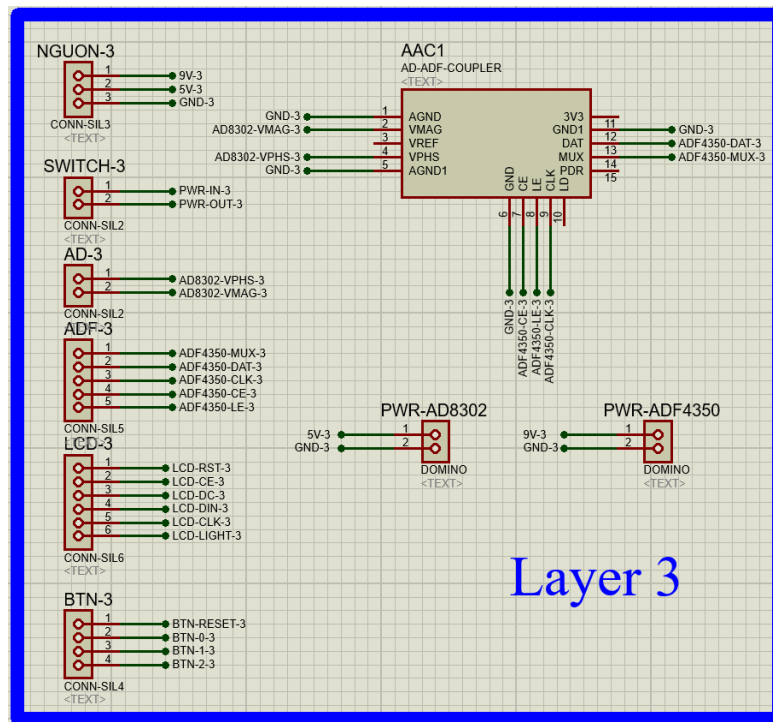 NGUON-3
1
9V-3
2
5V-3
3
GND-3
CONN-SIL3
<TEXT>
SWITCH-3
1
PWR-IN-3
2
PWR-OUT-3
CONN-SIL2
<TEXT>
AD-3
1
AD8302-VPHS-3
2
AD8302-VMAG-3
CONN-SIL2
<TEXT>
ADF-3
1
ADF4350-MUX-3
2
ADF4350-DAT-3
3
ADF4350-CLK-3
4
ADF4350-CE-3
5
ADF4350-LE-3
CONN-SIL5
<TEXT>
LCD-3
1
LCD-RST-3
2
LCD-CE-3
3
LCD-DC-3
4
LCD-DIN-3
5
LCD-CLK-3
6
LCD-LIGHT-3
CONN-SIL6
<TEXT>
BTN-3
1
BTN-RESET-3
2
BTN-0-3
3
BTN-1-3
4
BTN-2-3
CONN-SIL4
<TEXT>
AAC1
AD-ADF-COUPLER
<TEXT>
GND-3 1 AGND
AD8302-VMAG-3 2 VMAG
3 VREF
AD8302-VPHS-3 4 VPHS
GND-3 5 AGND1
3V3 11
GND1 12 GND-3
DAT 13 ADF4350-DAT-3
MUX 14 ADF4350-MUX-3
PDR 15
GND 6 GND-3
CE 7 ADF4350-CE-3
LE 8 ADF4350-LE-3
CLK 9 ADF4350-CLK-3
LD 10
PWR-AD8302
5V-3 1
GND-3 2
DOMINO
<TEXT>
PWR-ADF4350
9V-3 1
GND-3 2
DOMINO
<TEXT>
Layer 3